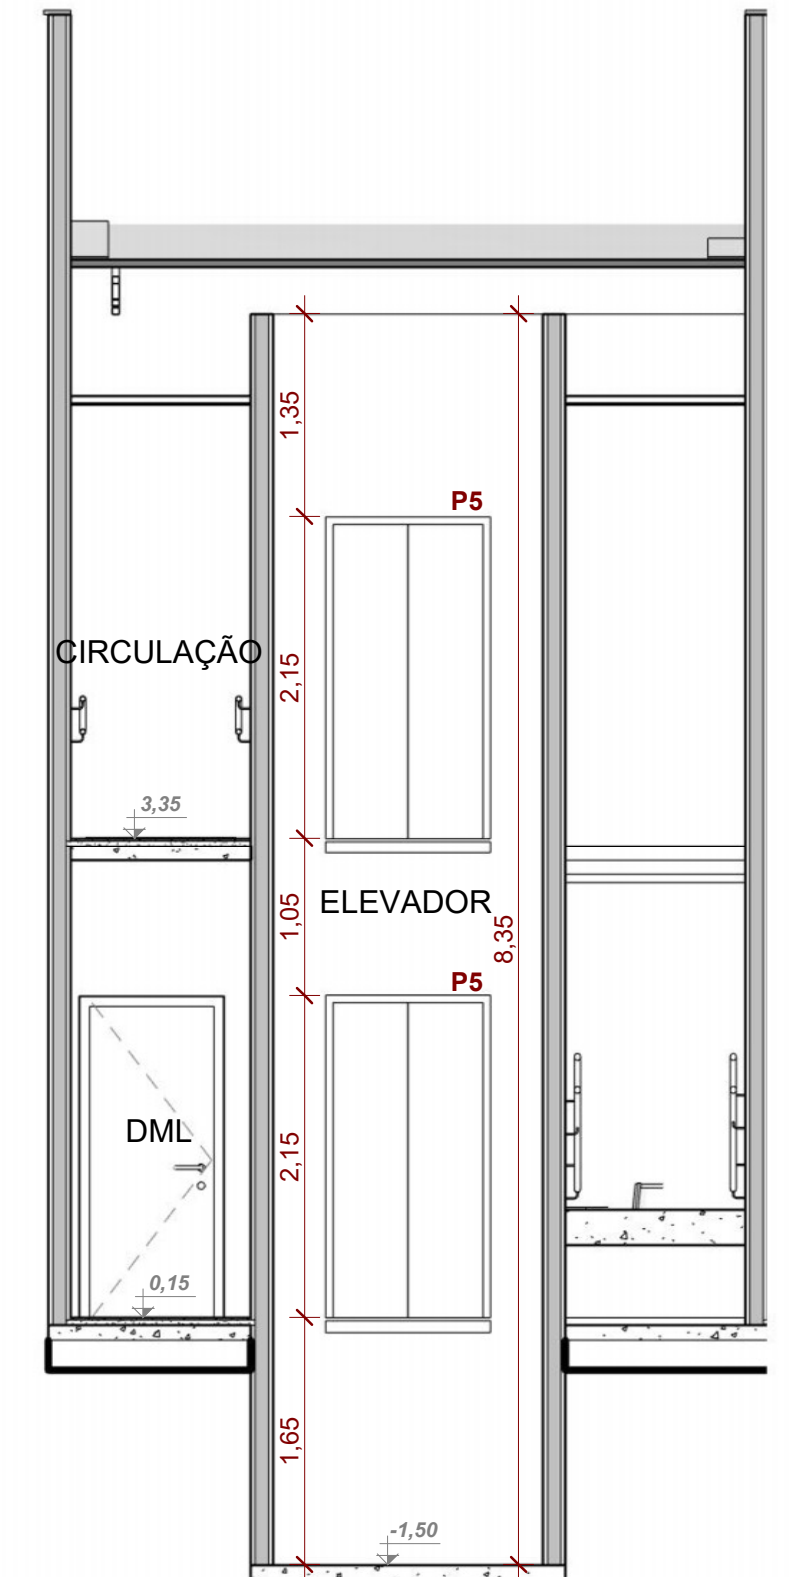 1,35
P5
CIRCULAÇÃO
2,15
3,35
ELEVADOR
1,05
8,35
P5
DML
2,15
0,15
1,65
-1,50